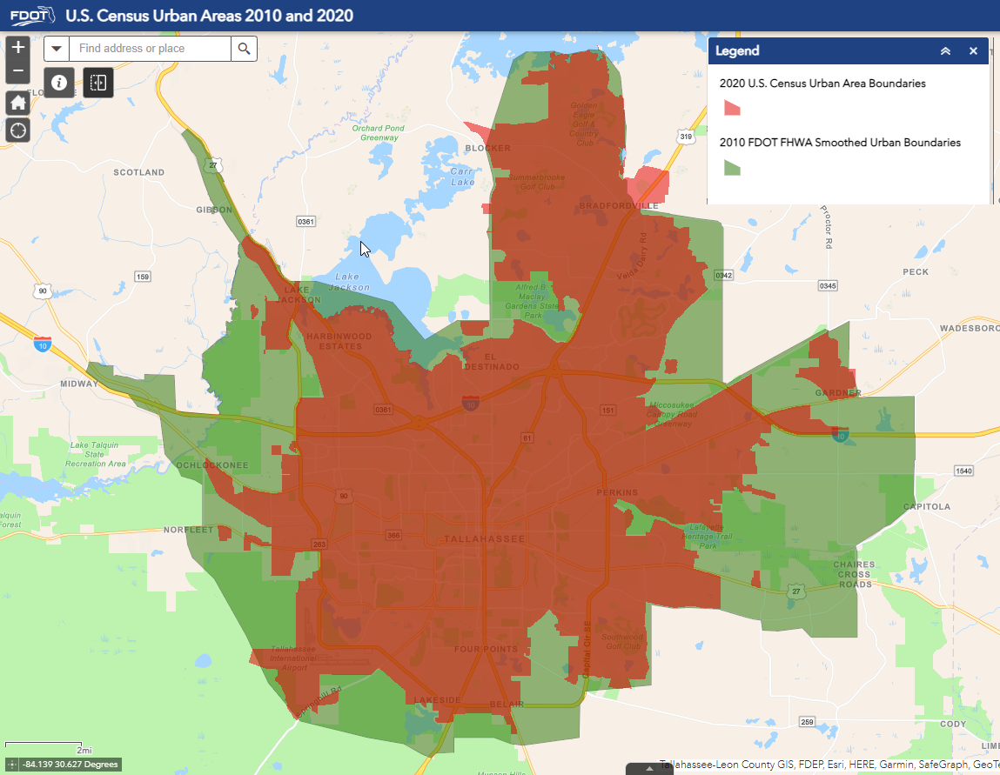 FDOT U.S. Census Urban Areas 2010 and 2020
Find address or place
Legend
2020 U.S. Census Urban Area Boundaries
2010 FDOT FHWA Smoothed Urban Boundaries
Golden
Eagle
Golf &
Country
Club
Orchard Pond
Greenway
319
BLOCKER
27
SCOTLAND
Carr
Lake
Summerbrooke
Golf Club
BRADFORDVILLE
GIBSON
0361
Proctor Rd
Valda Dairy Rd
159
Lake
Jackson
0342
PECK
90
LAKE
JACKSON
Alfred B
Maclay
Gardens State
Park
0345
10
HARBINWOOD
ESTATES
WADESBORO
EL
DESTINADO
MIDWAY
GARDNER
0361
10
151
Miccosukee
Canopy Road
Greenway
61
10
Lake Talquin
State
Recreation Area
OCHLOCKONEE
1540
90
PERKINS
CAPITOLA
alquin
Forest
NORFLEET
366
TALLAHASSEE
Lafayette
Heritage Trail
Park
263
CHAIRES
CROSS
ROADS
27
Southwood
Golf Club
Capital Cir SE
Tallahassee
International
Airport
FOUR POINTS
Springhill Rd
LAKESIDE
BELAIR
259
CODY
2mi
LIM
-84.139 30.627 Degrees
Tallahassee-Leon County GIS, FDEP, Esri, HERE, Garmin, SafeGraph, GeoTe
Munson Hills